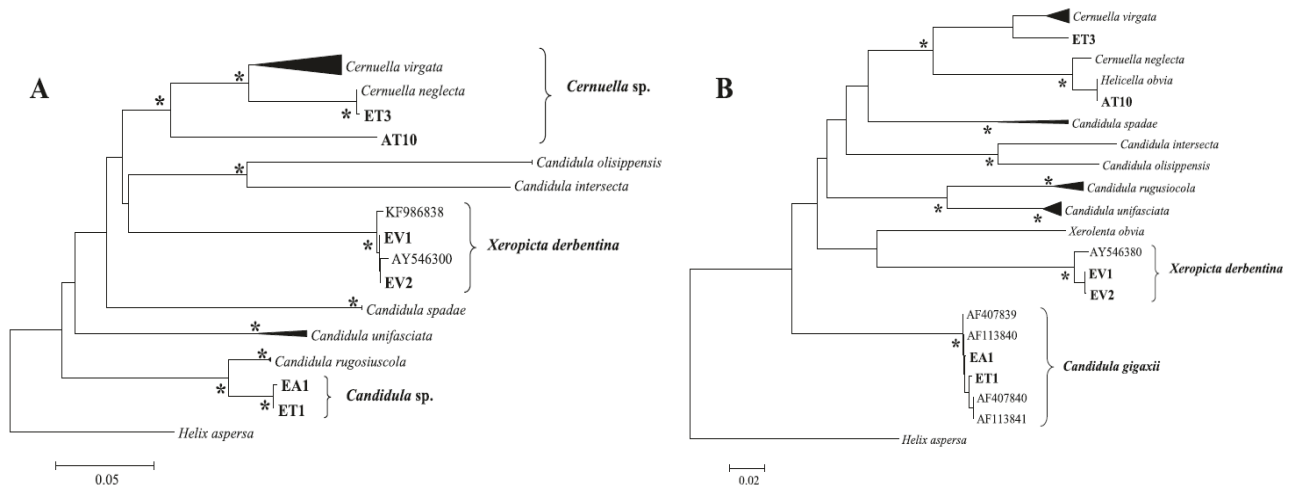 A
Cernuella virgata
Cernuella neglecta
ET3
AT10
Cernuella sp.
Candidula olisippensis
Candidula intersecta
KF986838
EV1
AY546300
EV2
Xeropicta derbentina
Candidula spadae
Candidula unifasciata
Candidula rugosiuscola
EA1
ET1
Candidula sp.
Helix aspersa
0.05
B
Cernuella virgata
ET3
Cernuella neglecta
Helicella obvia
AT10
Candidula spadae
Candidula intersecta
Candidula olisippensis
Candidula rugusiocola
Candidula unifasciata
Xerolenta obvia
AY546380
EV1
EV2
Xeropicta derbentina
AF407839
AF113840
EA1
ET1
AF407840
AF113841
Candidula gigaxii
Helix aspersa
0.02